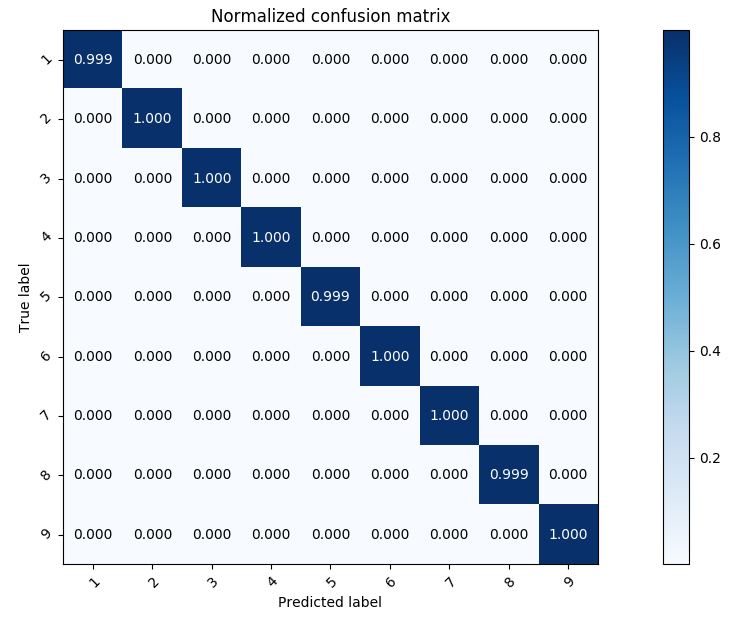 Normalized confusion matrix
1 0.999 0.000 0.000 0.000 0.000 0.000 0.000 0.000 0.000
2 0.000 1.000 0.000 0.000 0.000 0.000 0.000 0.000 0.000
3 0.000 0.000 1.000 0.000 0.000 0.000 0.000 0.000 0.000
4 0.000 0.000 0.000 1.000 0.000 0.000 0.000 0.000 0.000
5 0.000 0.000 0.000 0.000 0.999 0.000 0.000 0.000 0.000
6 0.000 0.000 0.000 0.000 0.000 1.000 0.000 0.000 0.000
7 0.000 0.000 0.000 0.000 0.000 0.000 1.000 0.000 0.000
8 0.000 0.000 0.000 0.000 0.000 0.000 0.000 0.999 0.000
9 0.000 0.000 0.000 0.000 0.000 0.000 0.000 0.000 1.000
True label
1 2 3 4 5 6 7 8 9
Predicted label
0.8
0.6
0.4
0.2